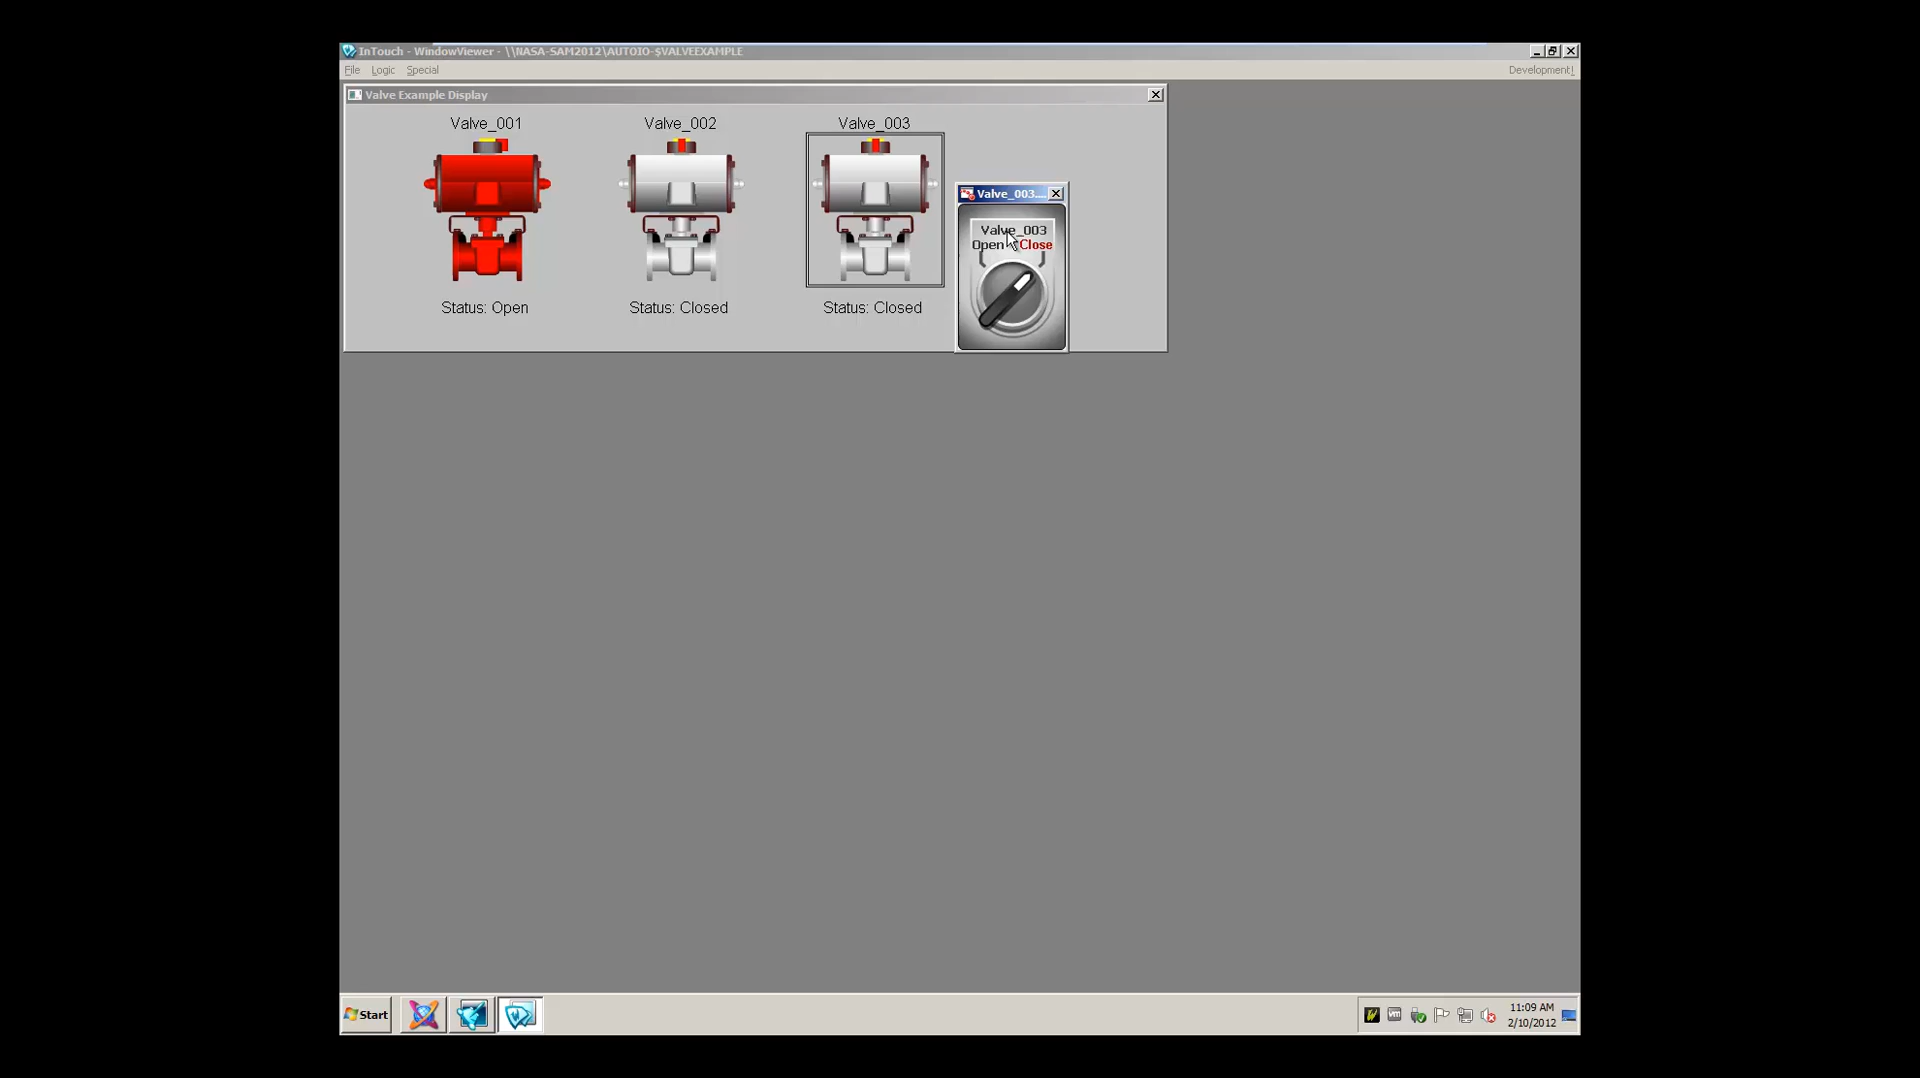 InTouch - WindowViewer - \\NASA-SAM2012\AUTOIO-$VALVEEXAMPLE
File Logic Special Development!
Valve Example Display
Valve_001 Valve_002 Valve_003
Valve_003...
Valve_003
Open Close
Status: Open Status: Closed Status: Closed
Start
11:09 AM
2/10/2012